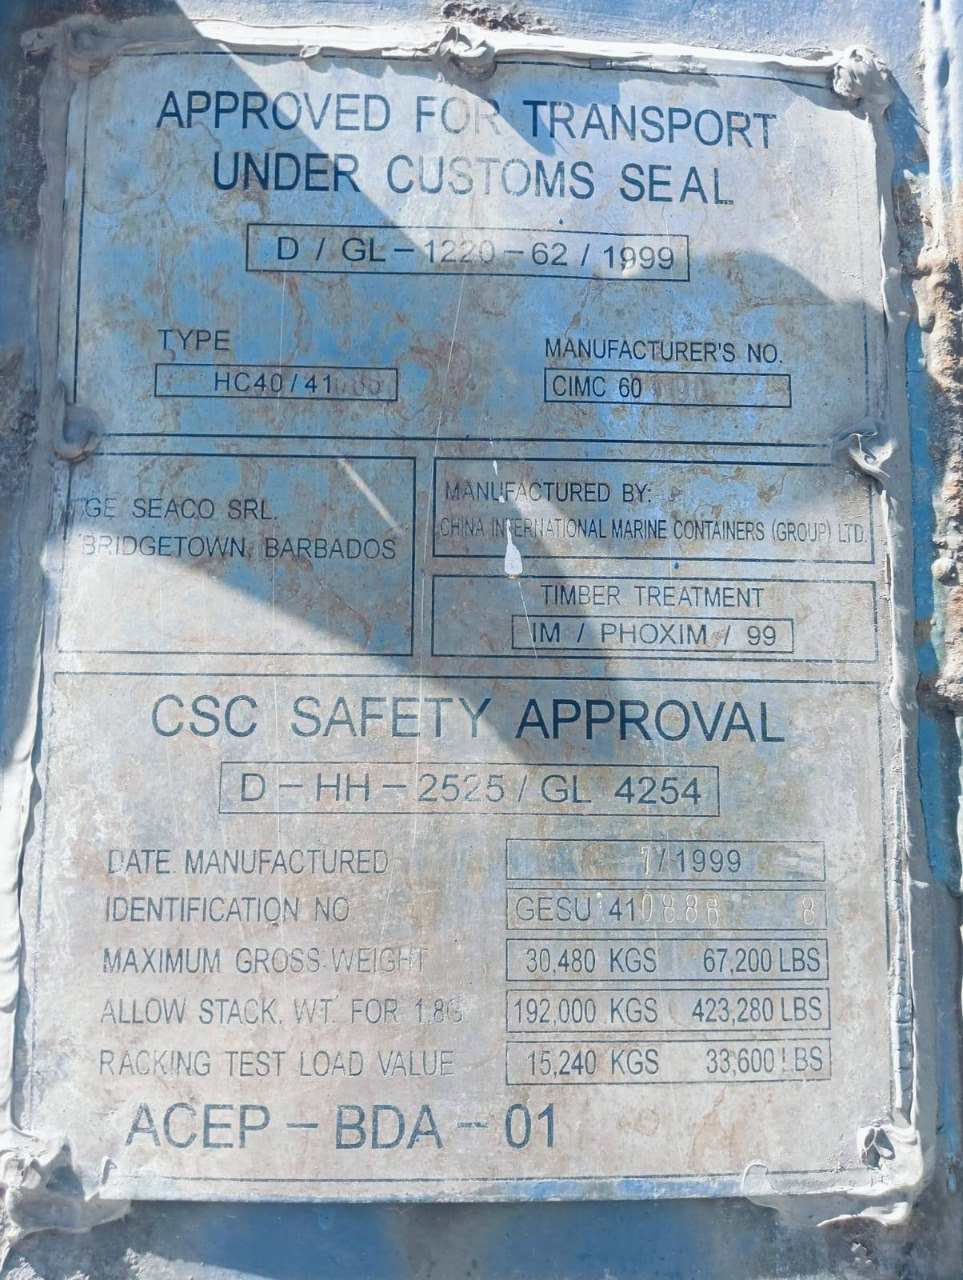 APPROVED FOR TRANSPORT
UNDER CUSTOMS SEAL
D / GL – 1220 – 62 / 1999
TYPE
HC40/41
MANUFACTURER'S NO.
CIMC 60
GE SEACO SRL.
BRIDGETOWN, BARBADOS
MANUFACTURED BY:
CHINA INTERNATIONAL MARINE CONTAINERS (GROUP) LTD.
TIMBER TREATMENT
IM / PHOXIM / 99
CSC SAFETY APPROVAL
D – HH – 2525 / GL 4254
DATE MANUFACTURED 7/1999
IDENTIFICATION NO. GESU 410886 8
MAXIMUM GROSS WEIGHT 30,480 KGS 67,200 LBS
ALLOW STACK. WT. FOR 1.8G 192,000 KGS 423,280 LBS
RACKING TEST LOAD VALUE 15,240 KGS 33,600 LBS
ACEP – BDA – 01